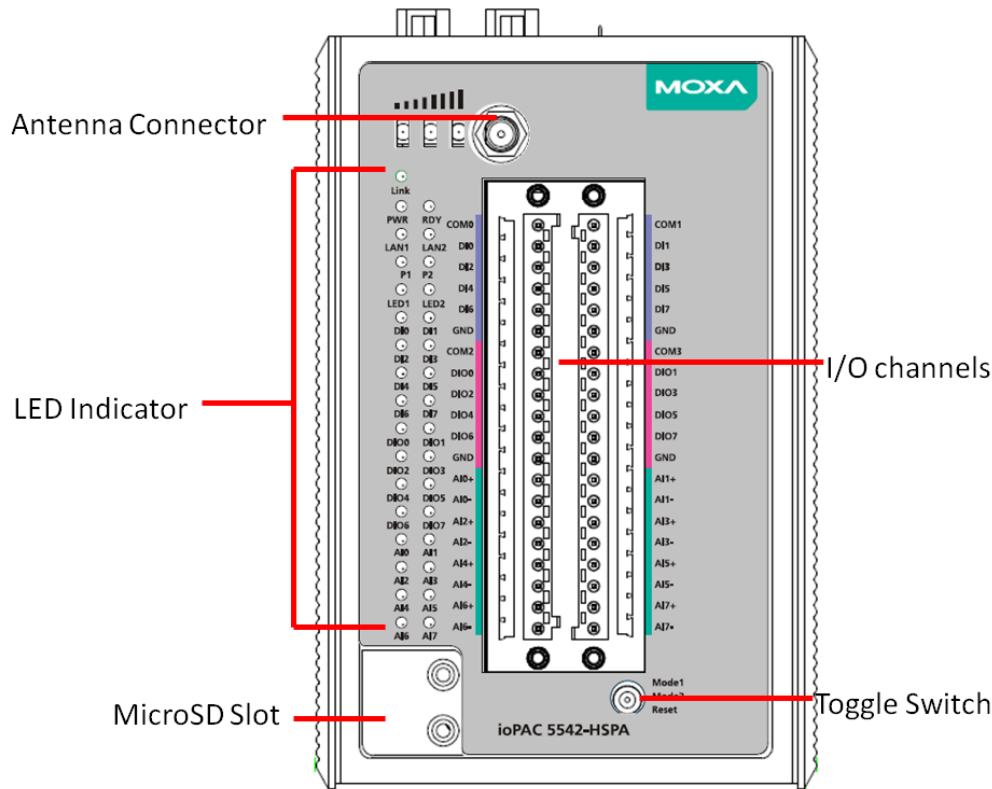 MOXA
Antenna Connector
Link
PWR RDY
LAN1 LAN2
P1 P2
LED1 LED2
DI0 DI1
DI2 DI3
DI4 DI5
DI6 DI7
DIO0 DIO1
DIO2 DIO3
DIO4 DIO5
DIO6 DIO7
AI0 AI1
AI2 AI3
AI4 AI5
AI6 AI7
COM0
DI0
DI2
DI4
DI6
GND
COM2
DIO0
DIO2
DIO4
DIO6
GND
AI0+
AI0-
AI2+
AI2-
AI4+
AI4-
AI6+
AI6-
COM1
DI1
DI3
DI5
DI7
GND
COM3
DIO1
DIO3
DIO5
DIO7
GND
AI1+
AI1-
AI3+
AI3-
AI5+
AI5-
AI7+
AI7-
I/O channels
LED Indicator
MicroSD Slot
Mode1
Reset
Toggle Switch
ioPAC 5542-HSPA